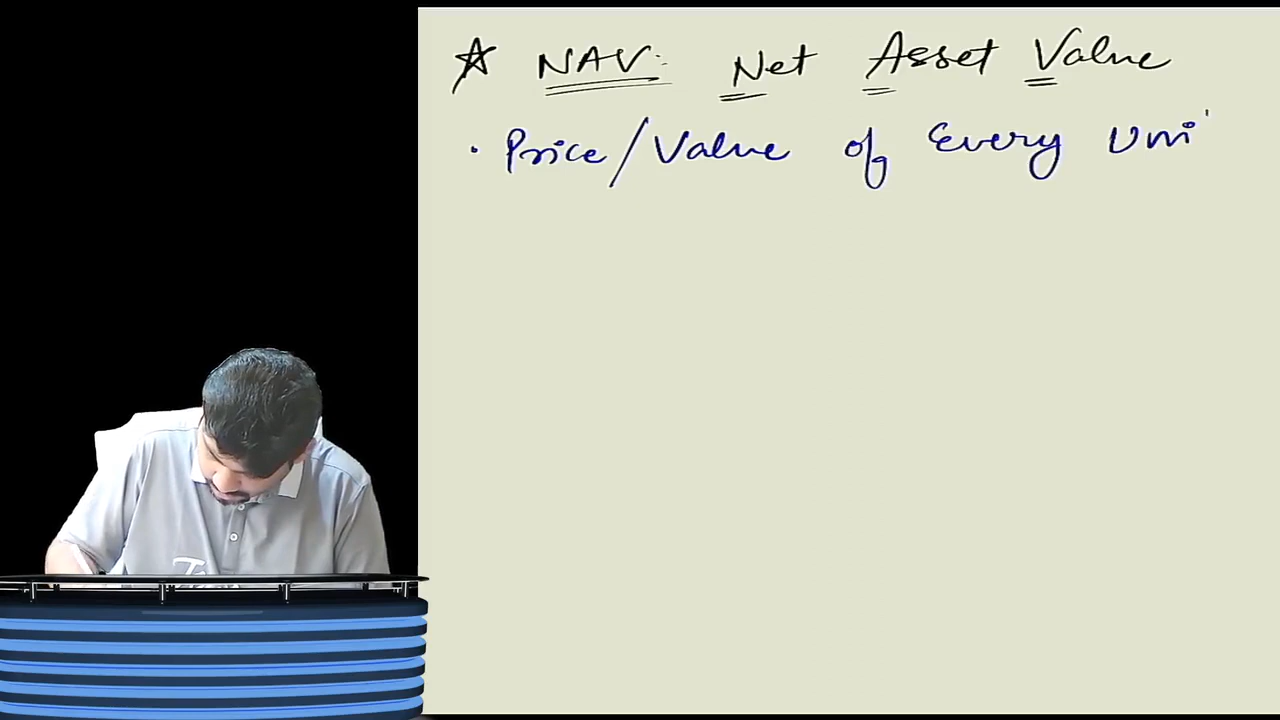 ☆ NAV: Net Asset Value
• Price/Value of Every Uni